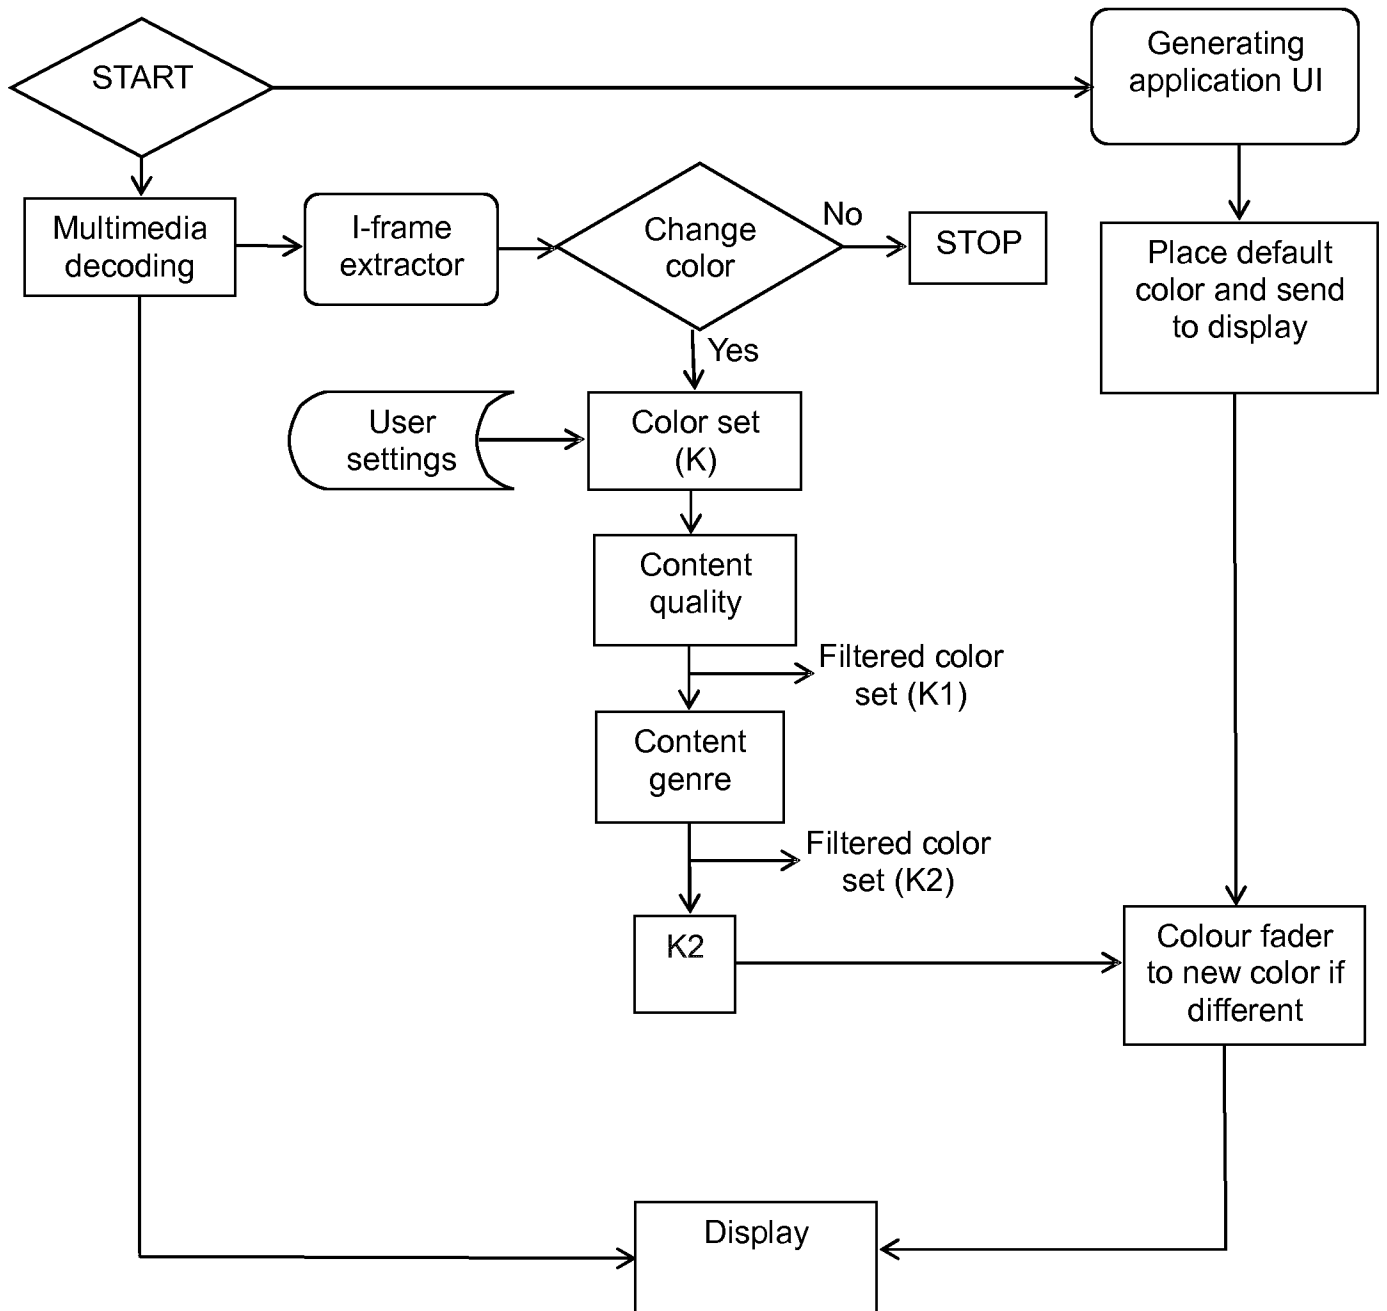 START
Generating
application UI
Multimedia
decoding
I-frame
extractor
Change
color
No
STOP
Place default
color and send
to display
Yes
User
settings
Color set
(K)
Content
quality
Filtered color
set (K1)
Content
genre
Filtered color
set (K2)
K2
Colour fader
to new color if
different
Display